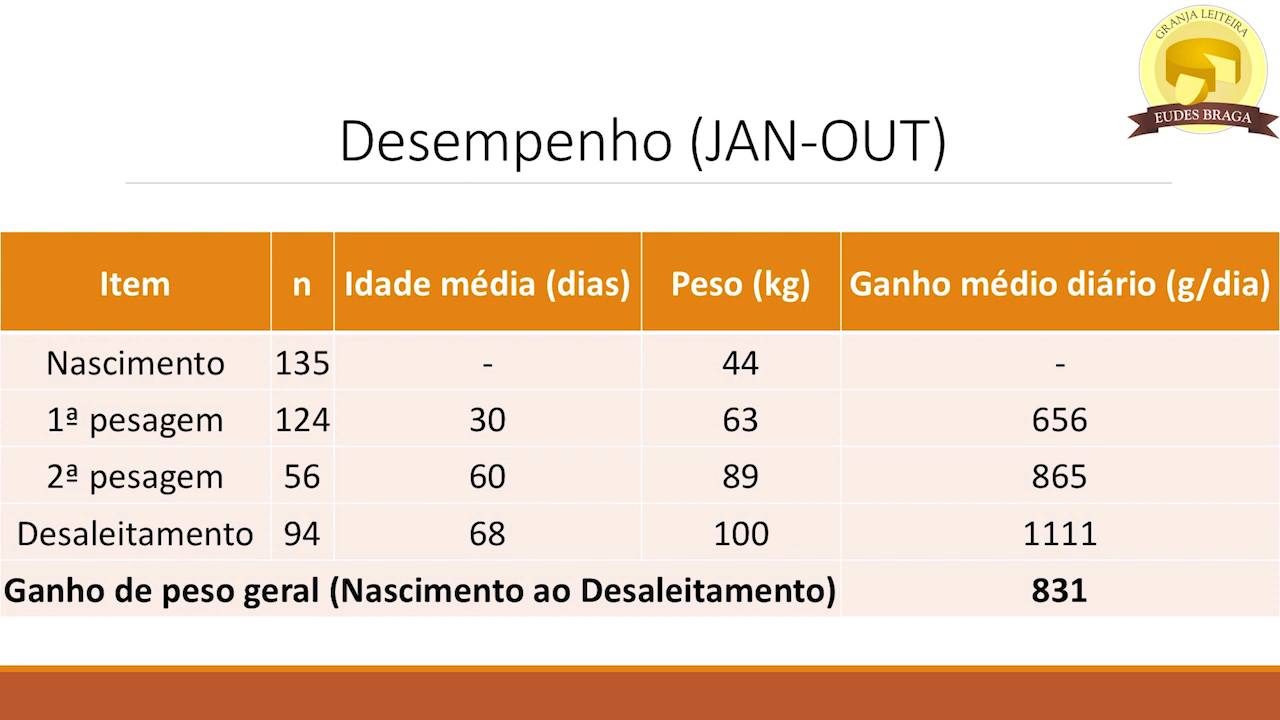 GRANJA LEITEIRA
EUDES BRAGA
Desempenho (JAN-OUT)
Item n Idade média (dias) Peso (kg) Ganho médio diário (g/dia)
Nascimento 135 - 44 -
1ª pesagem 124 30 63 656
2ª pesagem 56 60 89 865
Desaleitamento 94 68 100 1111
Ganho de peso geral (Nascimento ao Desaleitamento) 831